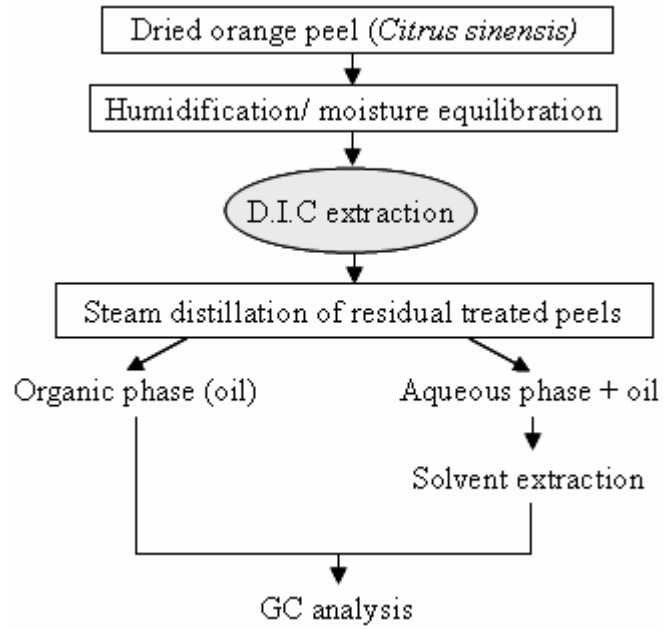 Dried orange peel (Citrus sinensis)
Humidification/ moisture equilibration
D.I.C extraction
Steam distillation of residual treated peels
Organic phase (oil)
Aqueous phase + oil
Solvent extraction
GC analysis